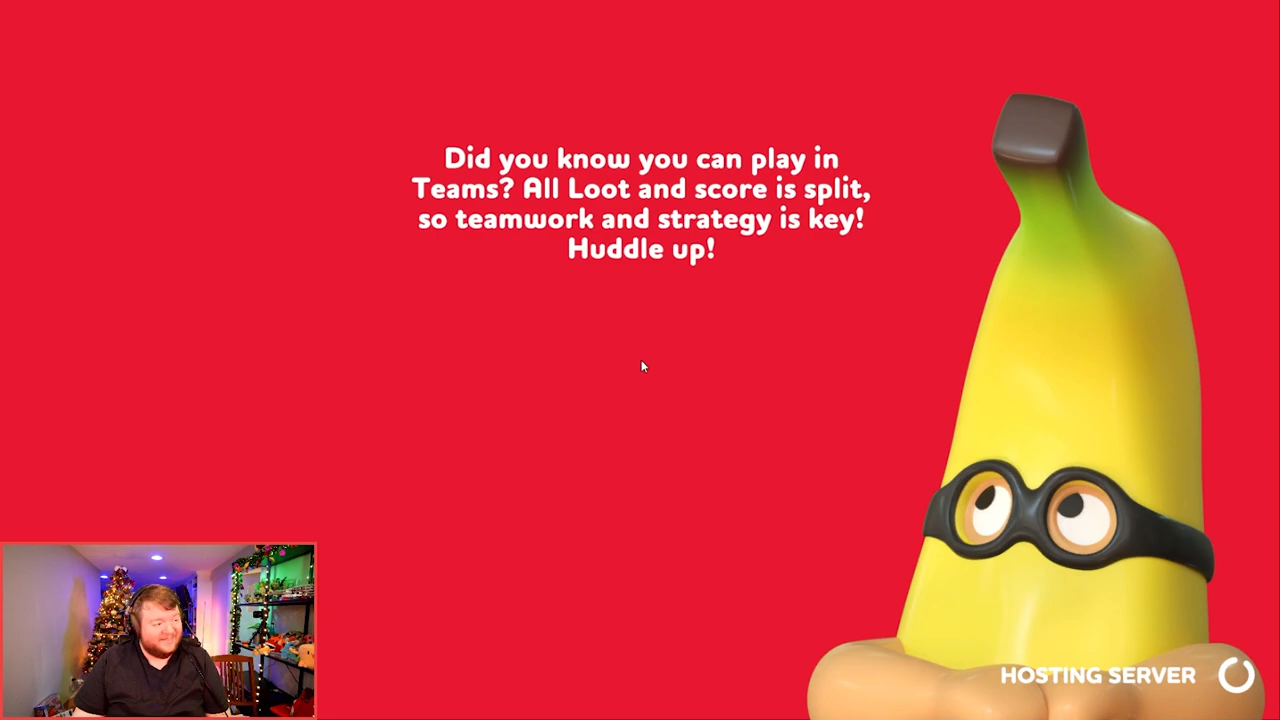 Did you know you can play in
Teams? All Loot and score is split,
so teamwork and strategy is key!
Huddle up!
HOSTING SERVER